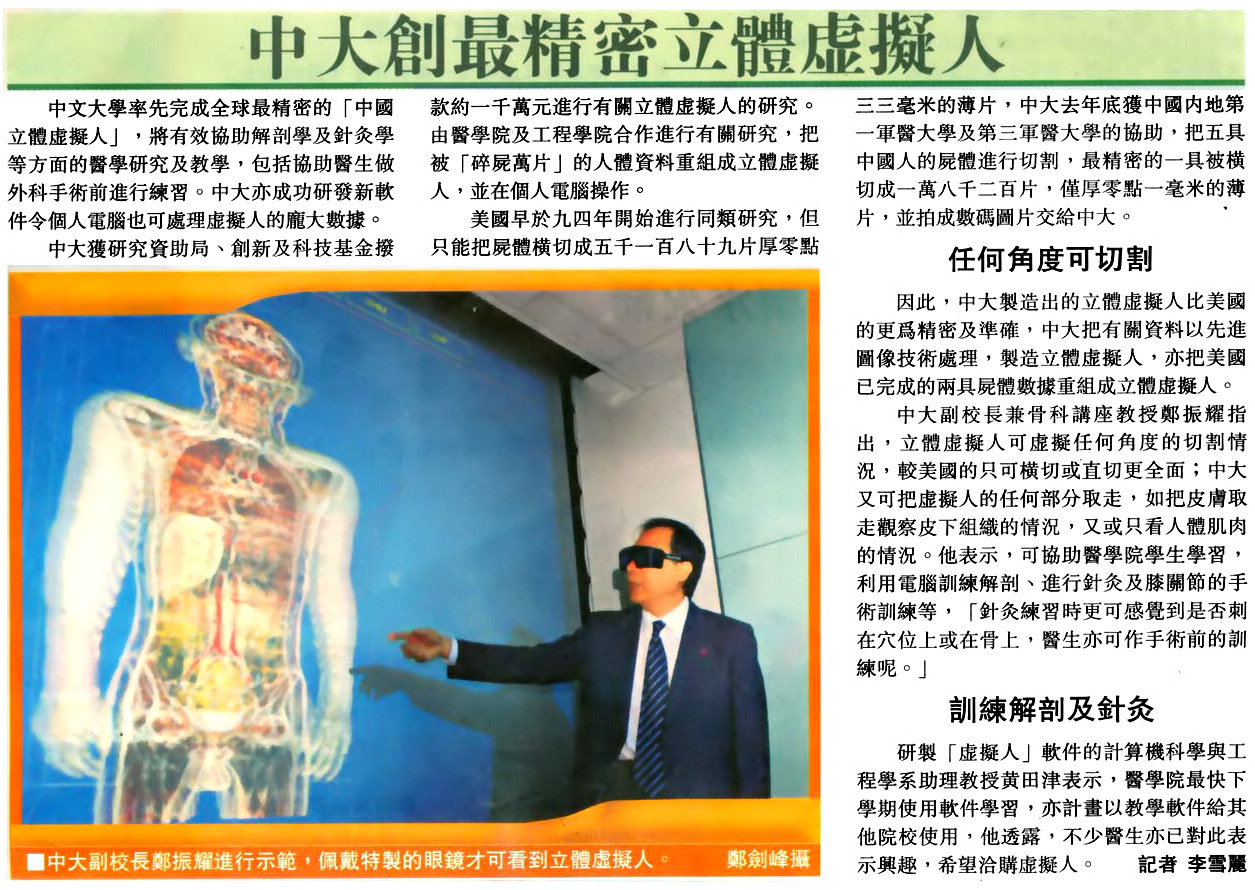 中大創最精密立體虛擬人
中文大學率先完成全球最精密的「中國
立體虛擬人」，將有效協助解剖學及針灸學
等方面的醫學研究及教學，包括協助醫生做
外科手術前進行練習。中大亦成功研發新軟
件令個人電腦也可處理虛擬人的龐大數據。
中大獲研究資助局、創新及科技基金撥
款約一千萬元進行有關立體虛擬人的研究。
由醫學院及工程學院合作進行有關研究，把
被「碎屍萬片」的人體資料重組成立體虛擬
人，並在個人電腦操作。
美國早於九四年開始進行同類研究，但
只能把屍體橫切成五千一百八十九片厚零點
三三毫米的薄片，中大去年底獲中國内地第
一軍醫大學及第三軍醫大學的協助，把五具
中國人的屍體進行切割，最精密的一具被橫
切成一萬八千二百片，僅厚零點一毫米的薄
片，並拍成數碼圖片交給中大。
任何角度可切割
因此，中大製造出的立體虛擬人比美國
的更爲精密及準確，中大把有關資料以先進
圖像技術處理，製造立體虛擬人，亦把美國
已完成的兩具屍體數據重組成立體虛擬人。
中大副校長兼骨科講座教授鄭振耀指
出，立體虛擬人可虛擬任何角度的切割情
況，較美國的只可橫切或直切更全面；中大
又可把虛擬人的任何部分取走，如把皮膚取
走觀察皮下組織的情況，又或只看人體肌肉
的情況。他表示，可協助醫學院學生學習，
利用電腦訓練解剖、進行針灸及膝關節的手
術訓練等，「針灸練習時更可感覺到是否刺
在穴位上或在骨上，醫生亦可作手術前的訓
練呢。」
訓練解剖及針灸
研製「虛擬人」軟件的計算機科學與工
程學系助理教授黃田津表示，醫學院最快下
學期使用軟件學習，亦計畫以教學軟件給其
他院校使用，他透露，不少醫生亦已對此表
示興趣，希望洽購虛擬人。 記者 李雪麗
■中大副校長鄭振耀進行示範，佩戴特製的眼鏡才可看到立體虛擬人。 鄭劍峰攝